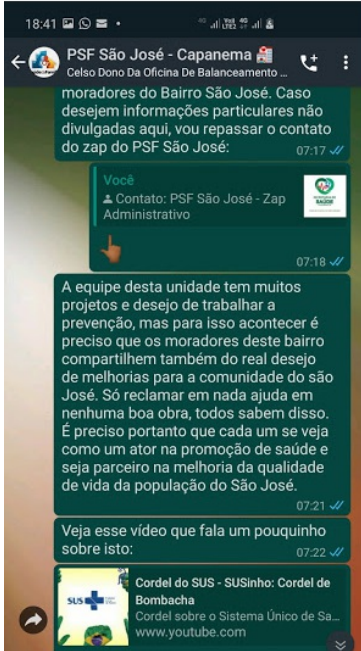 18:41
PSF São José - Capanema
Celso Dono Da Oficina De Balanceamento ...
moradores do Bairro São José. Caso
desejem informações particulares não
divulgadas aqui, vou repassar o contato
do zap do PSF São José:
07:17
Você
Contato: PSF São José - Zap
Administrativo
SAÚDE
07:18
A equipe desta unidade tem muitos
projetos e desejo de trabalhar a
prevenção, mas para isso acontecer é
preciso que os moradores deste bairro
compartilhem também do real desejo
de melhorias para a comunidade do são
José. Só reclamar em nada ajuda em
nenhuma boa obra, todos sabem disso.
É preciso portanto que cada um se veja
como um ator na promoção de saúde e
seja parceiro na melhoria da qualidade
de vida da população do São José.
07:21
Veja esse vídeo que fala um pouquinho
sobre isto:
07:22
SUS
Cordel do SUS - SUSinho: Cordel de
Bombacha
Cordel sobre o Sistema Único de Sa...
www.youtube.com